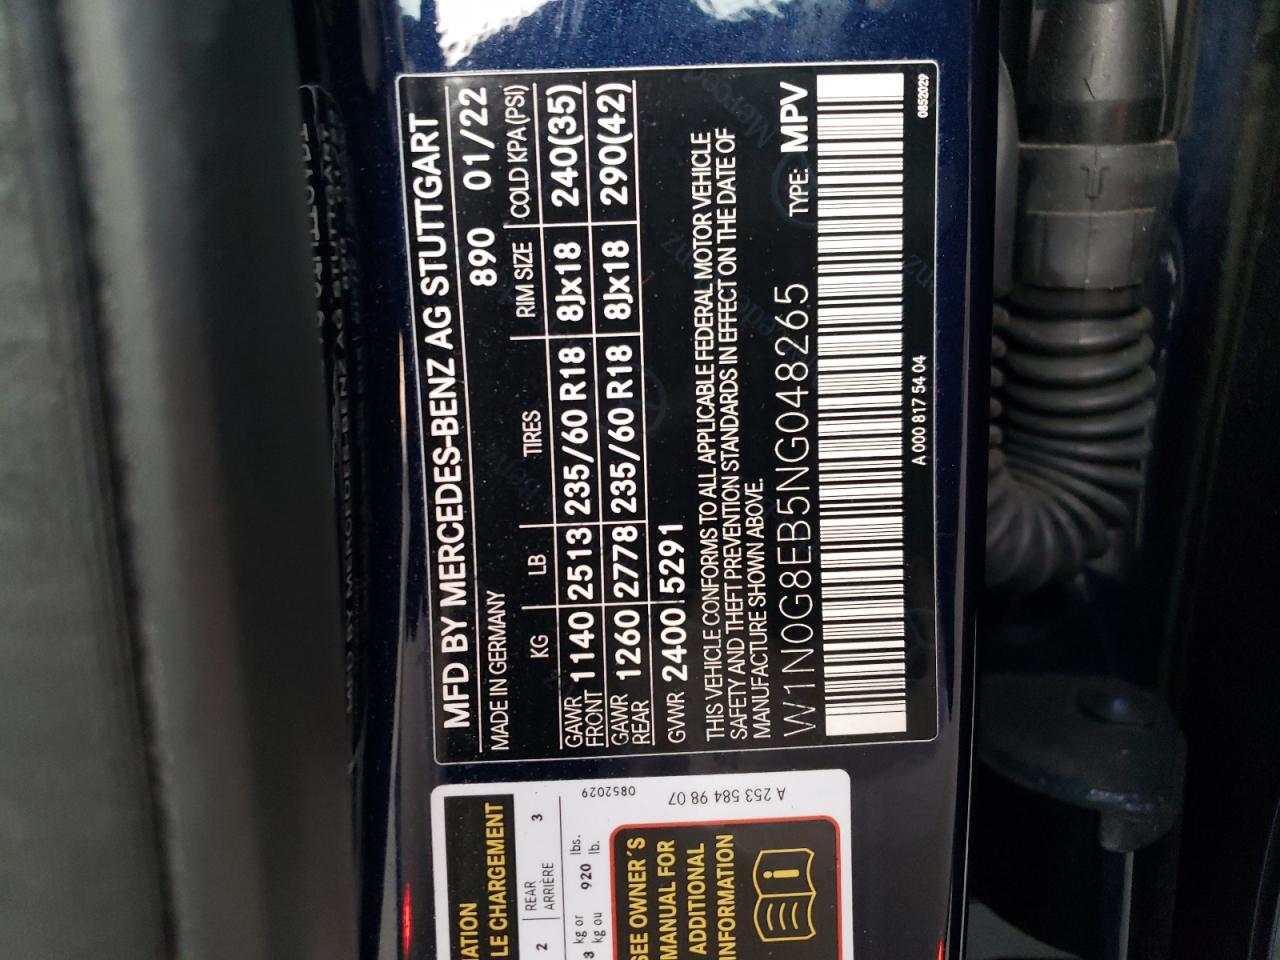 MFD BY MERCEDES-BENZ AG STUTTGART
MADE IN GERMANY 890 01/22
KG LB TIRES RIM SIZE COLD KPA(PSI)
GAWR FRONT 1140 2513 235/60 R18 8Jx18 240(35)
GAWR REAR 1260 2778 235/60 R18 8Jx18 290(42)
GVWR 2400 5291
THIS VEHICLE CONFORMS TO ALL APPLICABLE FEDERAL MOTOR VEHICLE
SAFETY AND THEFT PREVENTION STANDARDS IN EFFECT ON THE DATE OF
MANUFACTURE SHOWN ABOVE.
W1N0G8EB5NG048265 TYPE: MPV
A 000 817 54 04 0852029
LE CHARGEMENT
2 REAR ARRIÈRE 3
kg or 920 lbs.
kg ou lb.
0852029
A 253 584 98 07
SEE OWNER'S
MANUAL FOR
ADDITIONAL
INFORMATION